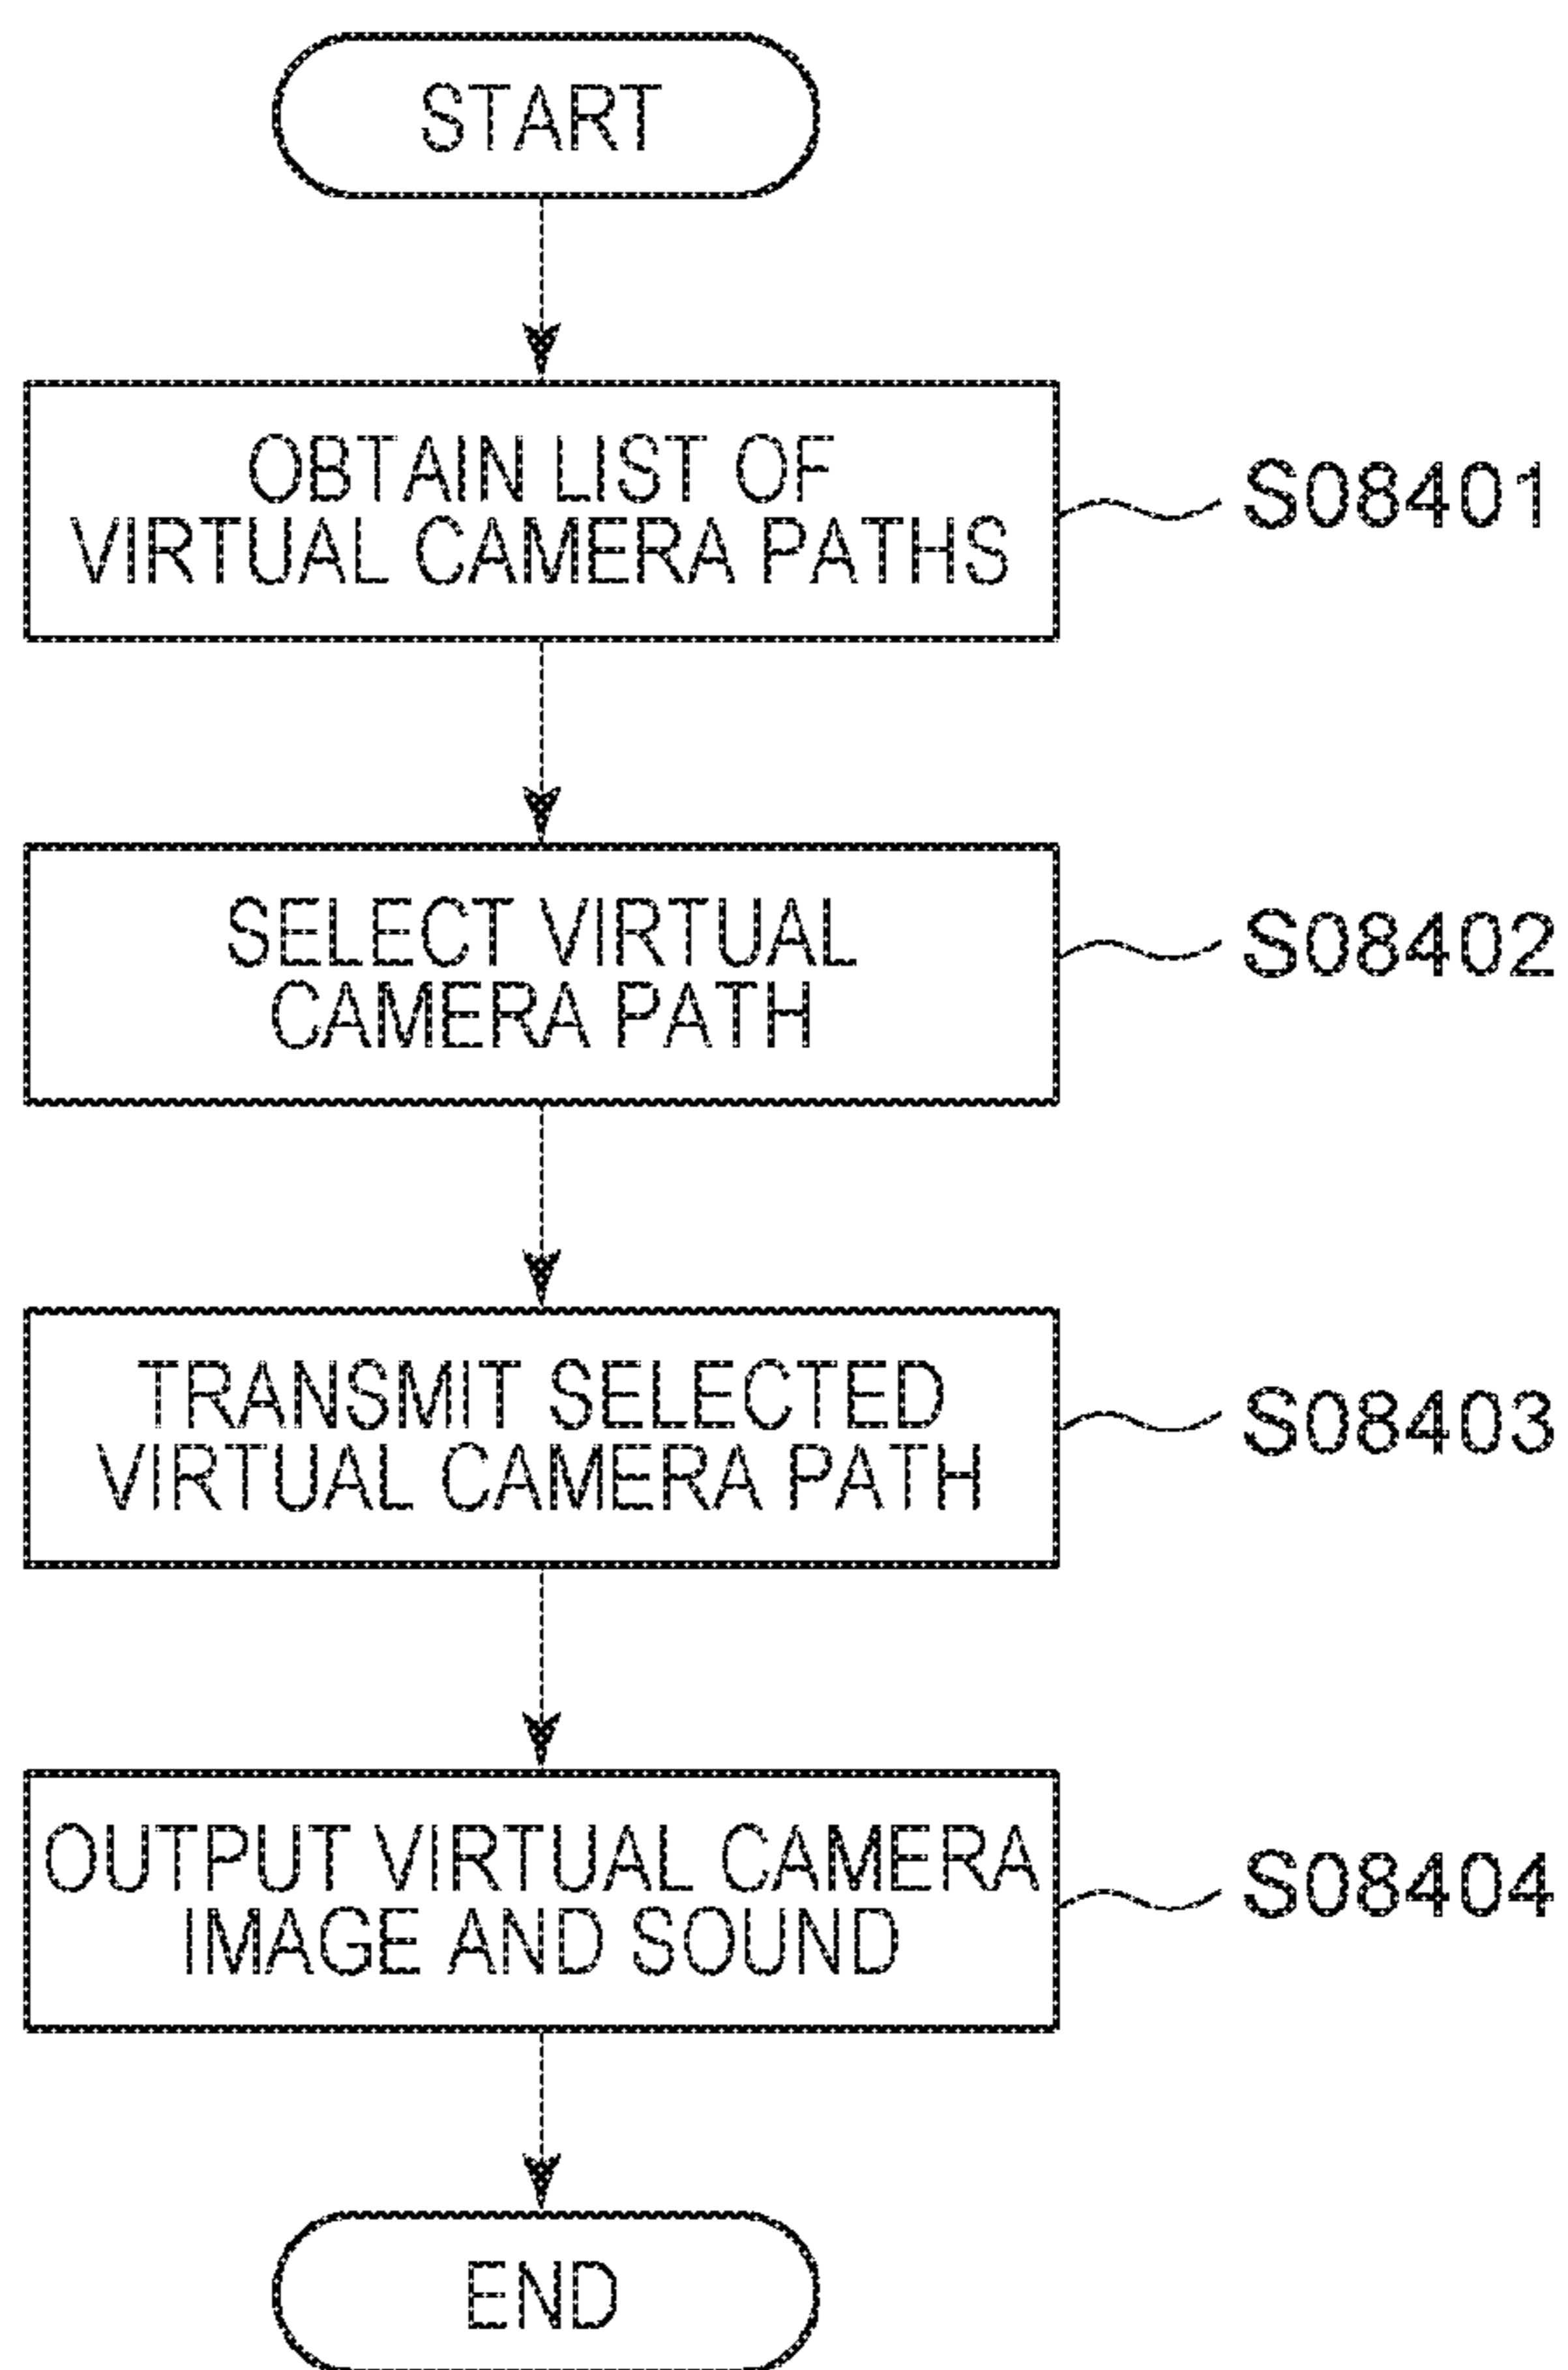 START
OBTAIN LIST OF
VIRTUAL CAMERA PATHS
S08401
SELECT VIRTUAL
CAMERA PATH
S08402
TRANSMIT SELECTED
VIRTUAL CAMERA PATH
S08403
OUTPUT VIRTUAL CAMERA
IMAGE AND SOUND
S08404
END